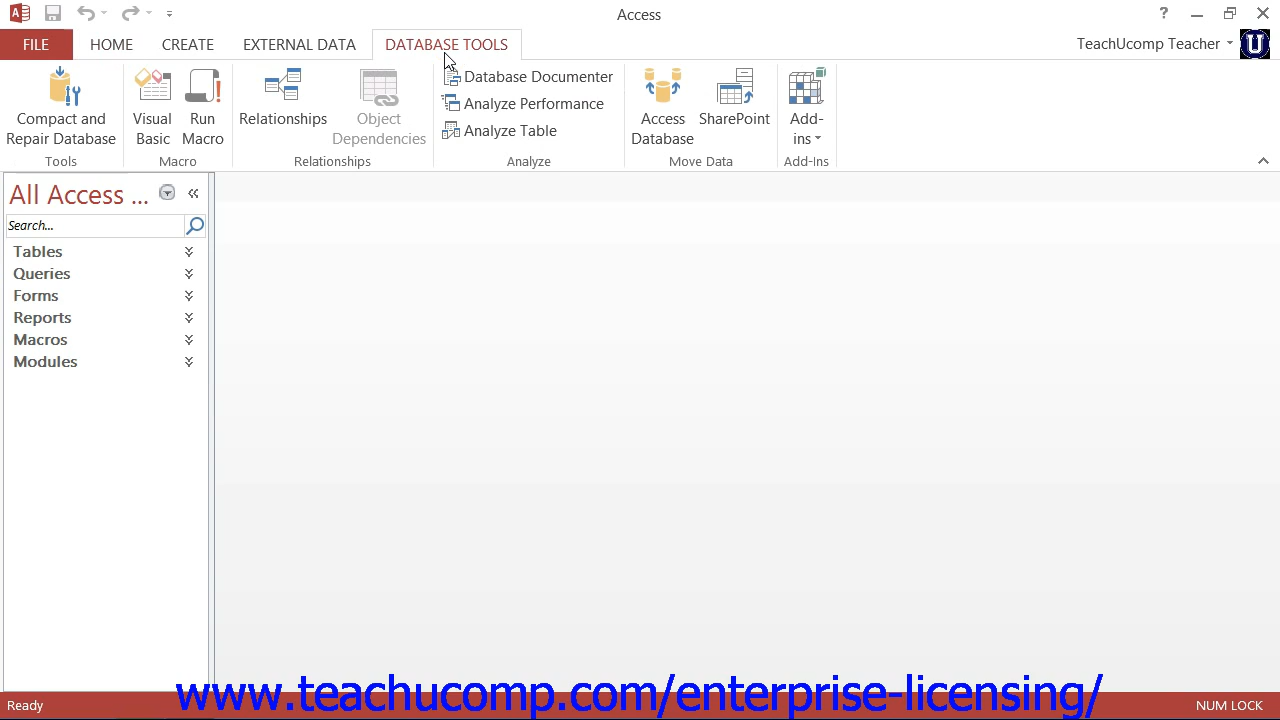 Access
?
FILE HOME CREATE EXTERNAL DATA DATABASE TOOLS TeachUcomp Teacher U
Compact and
Repair Database
Tools
Visual
Basic
Run
Macro
Macro
Relationships
Object
Dependencies
Relationships
Database Documenter
Analyze Performance
Analyze Table
Analyze
Access
Database
SharePoint
Move Data
Add-
ins
Add-Ins
All Access ...
Search...
Tables
Queries
Forms
Reports
Macros
Modules
www.teachucomp.com/enterprise-licensing/
Ready NUM LOCK